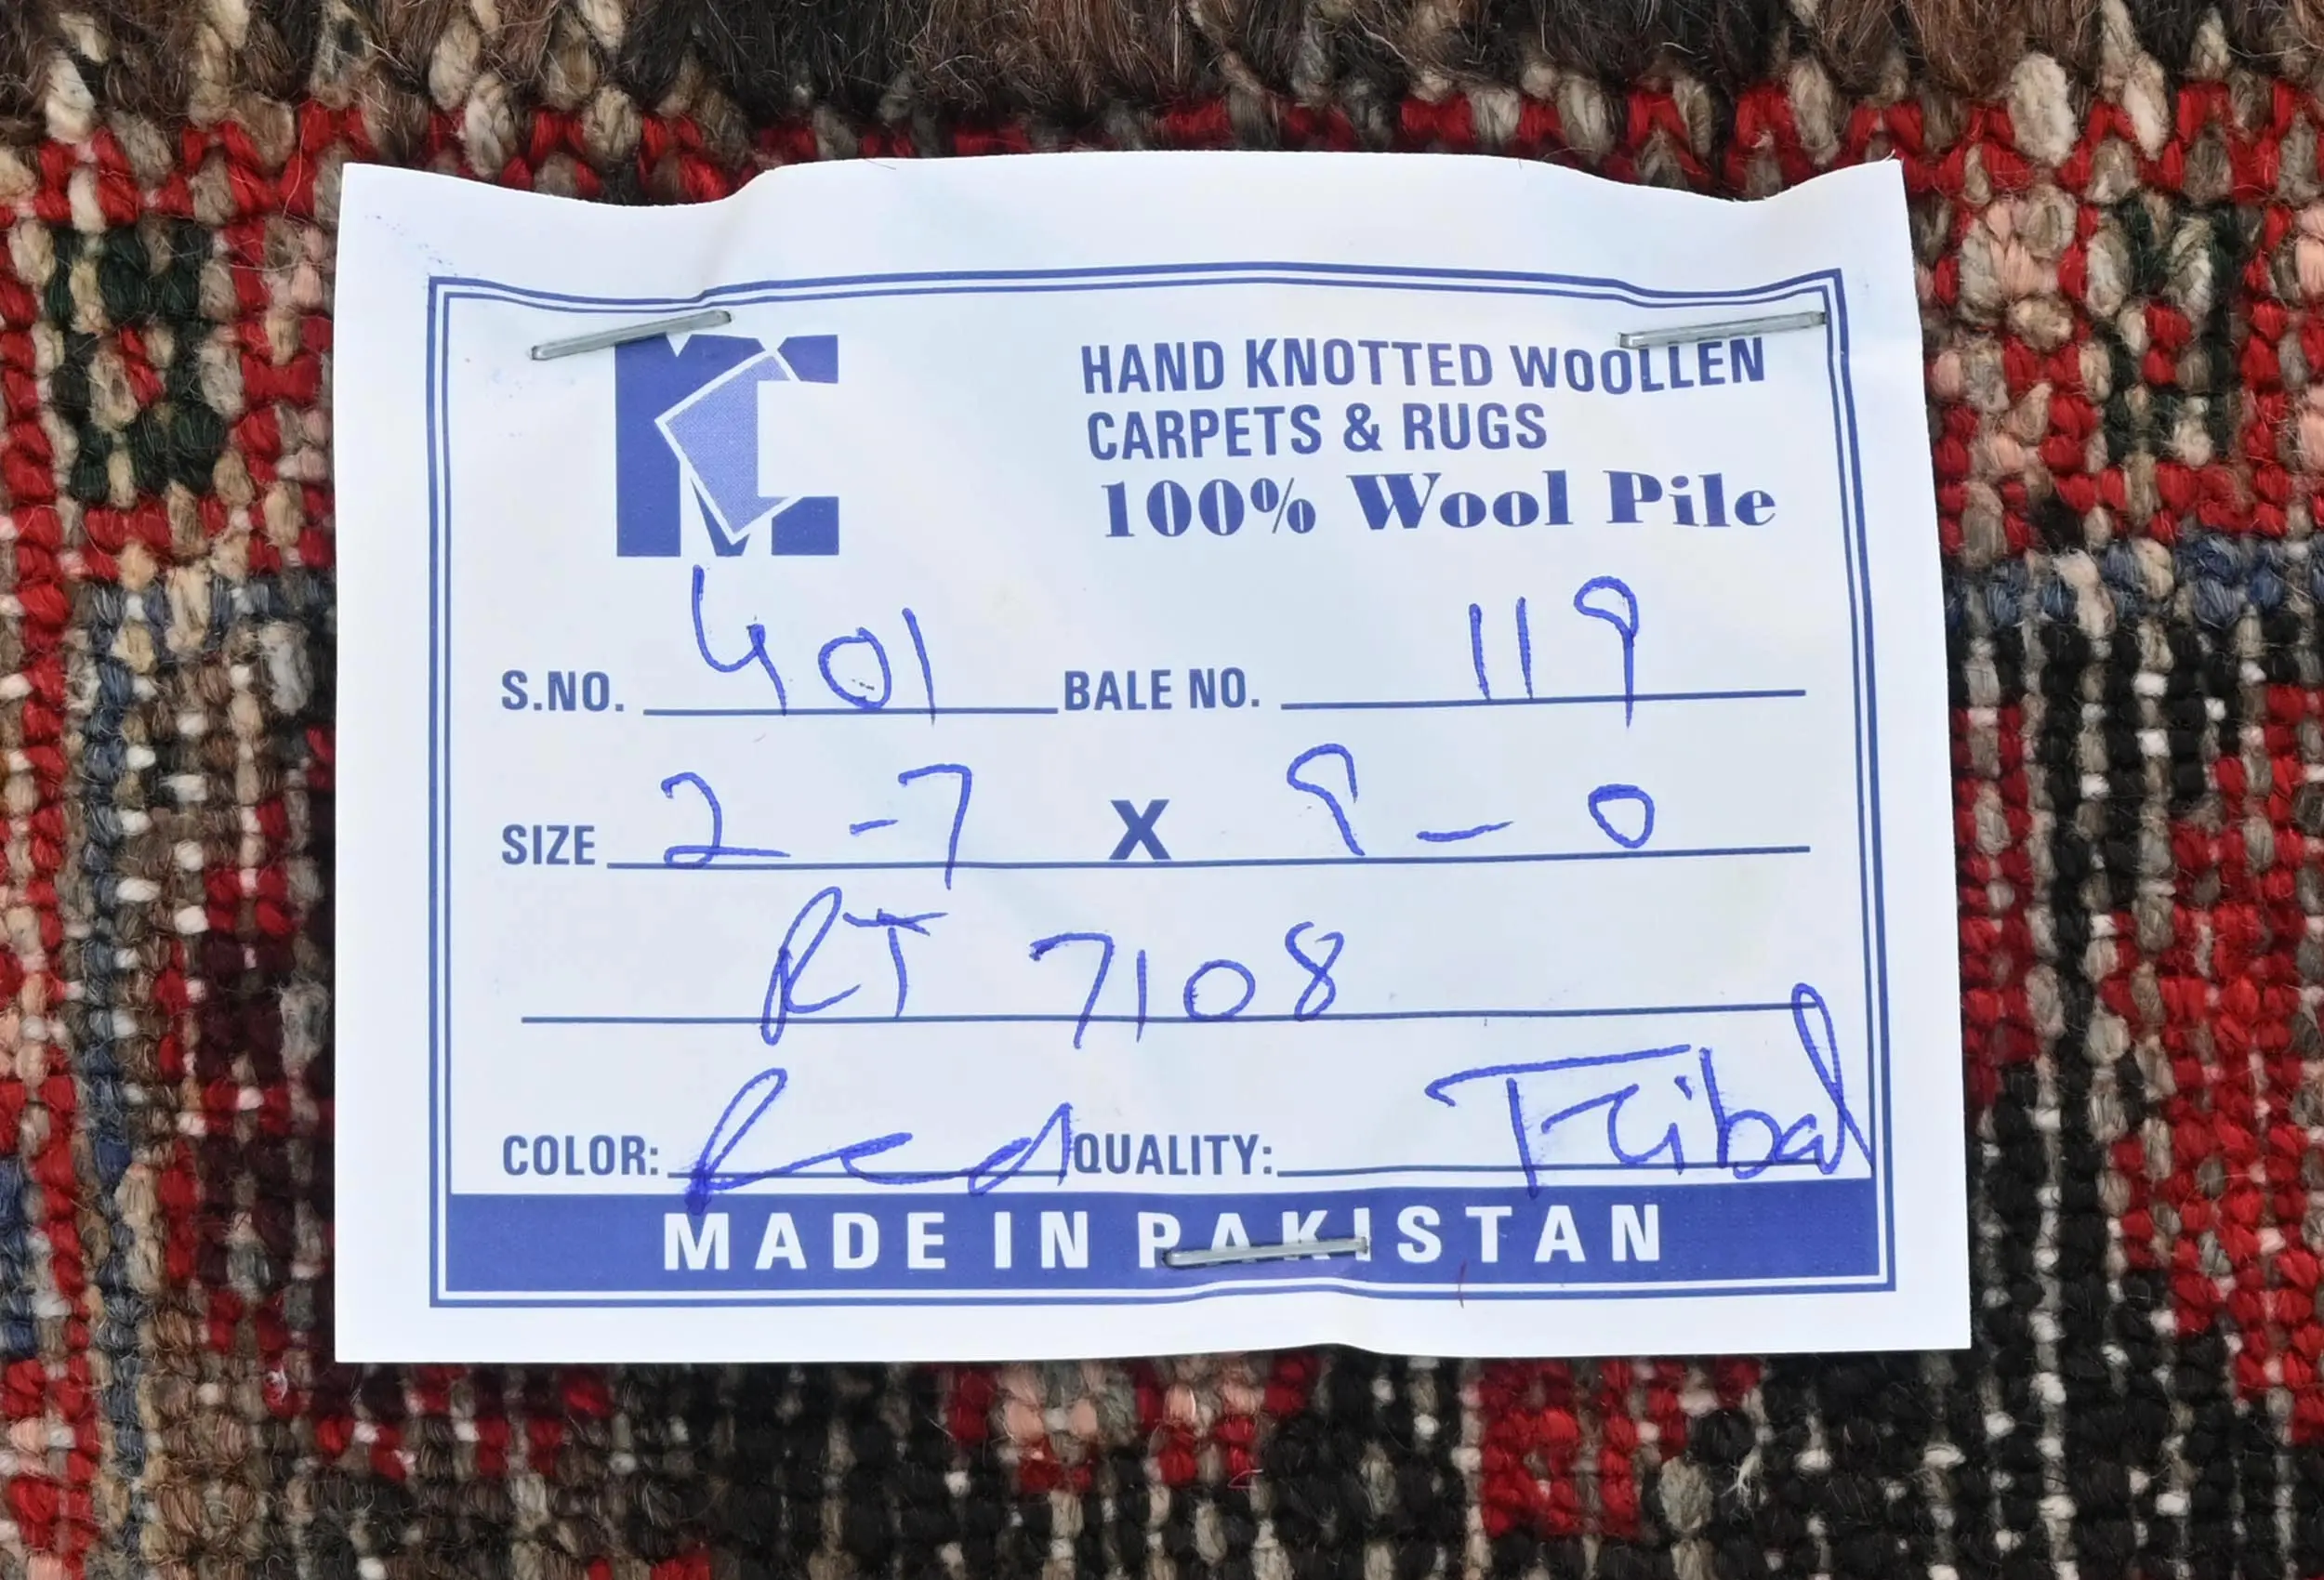 MC
HAND KNOTTED WOOLLEN
CARPETS & RUGS
100% Wool Pile
S.NO. 401 BALE NO. 119
SIZE 2-7 X 9-0
RT 7108
COLOR: Red QUALITY: Tribal
MADE IN PAKISTAN